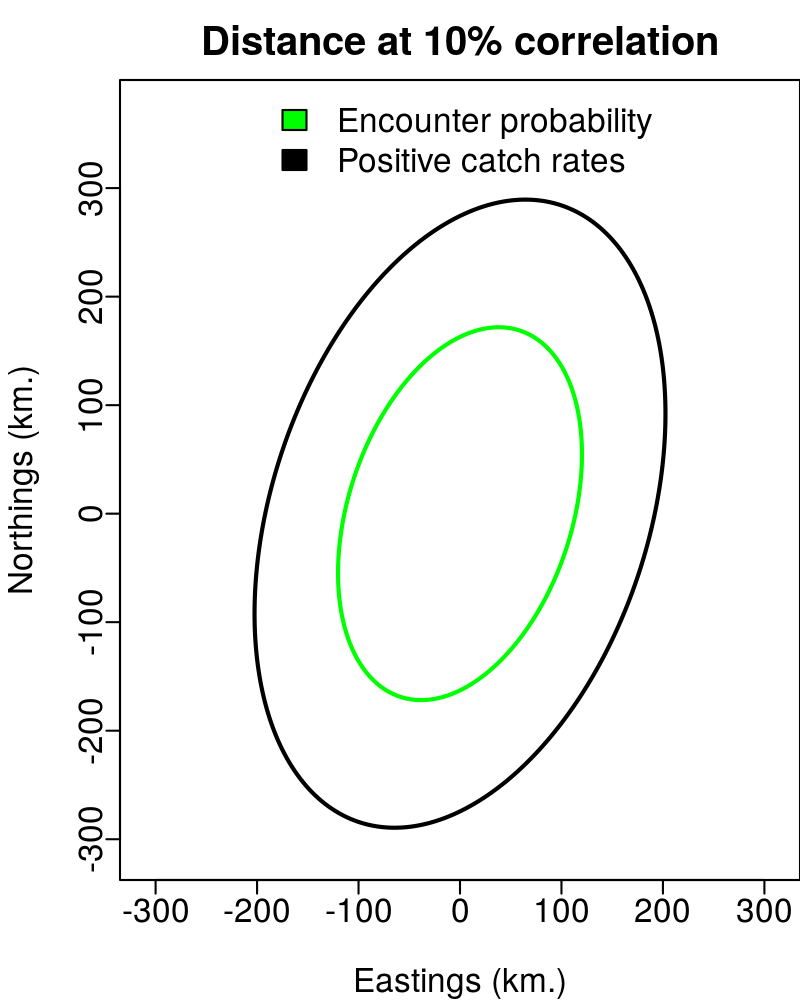 Distance at 10% correlation
Encounter probability
Positive catch rates
Northings (km.)
300
200
100
0
-100
-200
-300
-300 -200 -100 0 100 200 300
Eastings (km.)